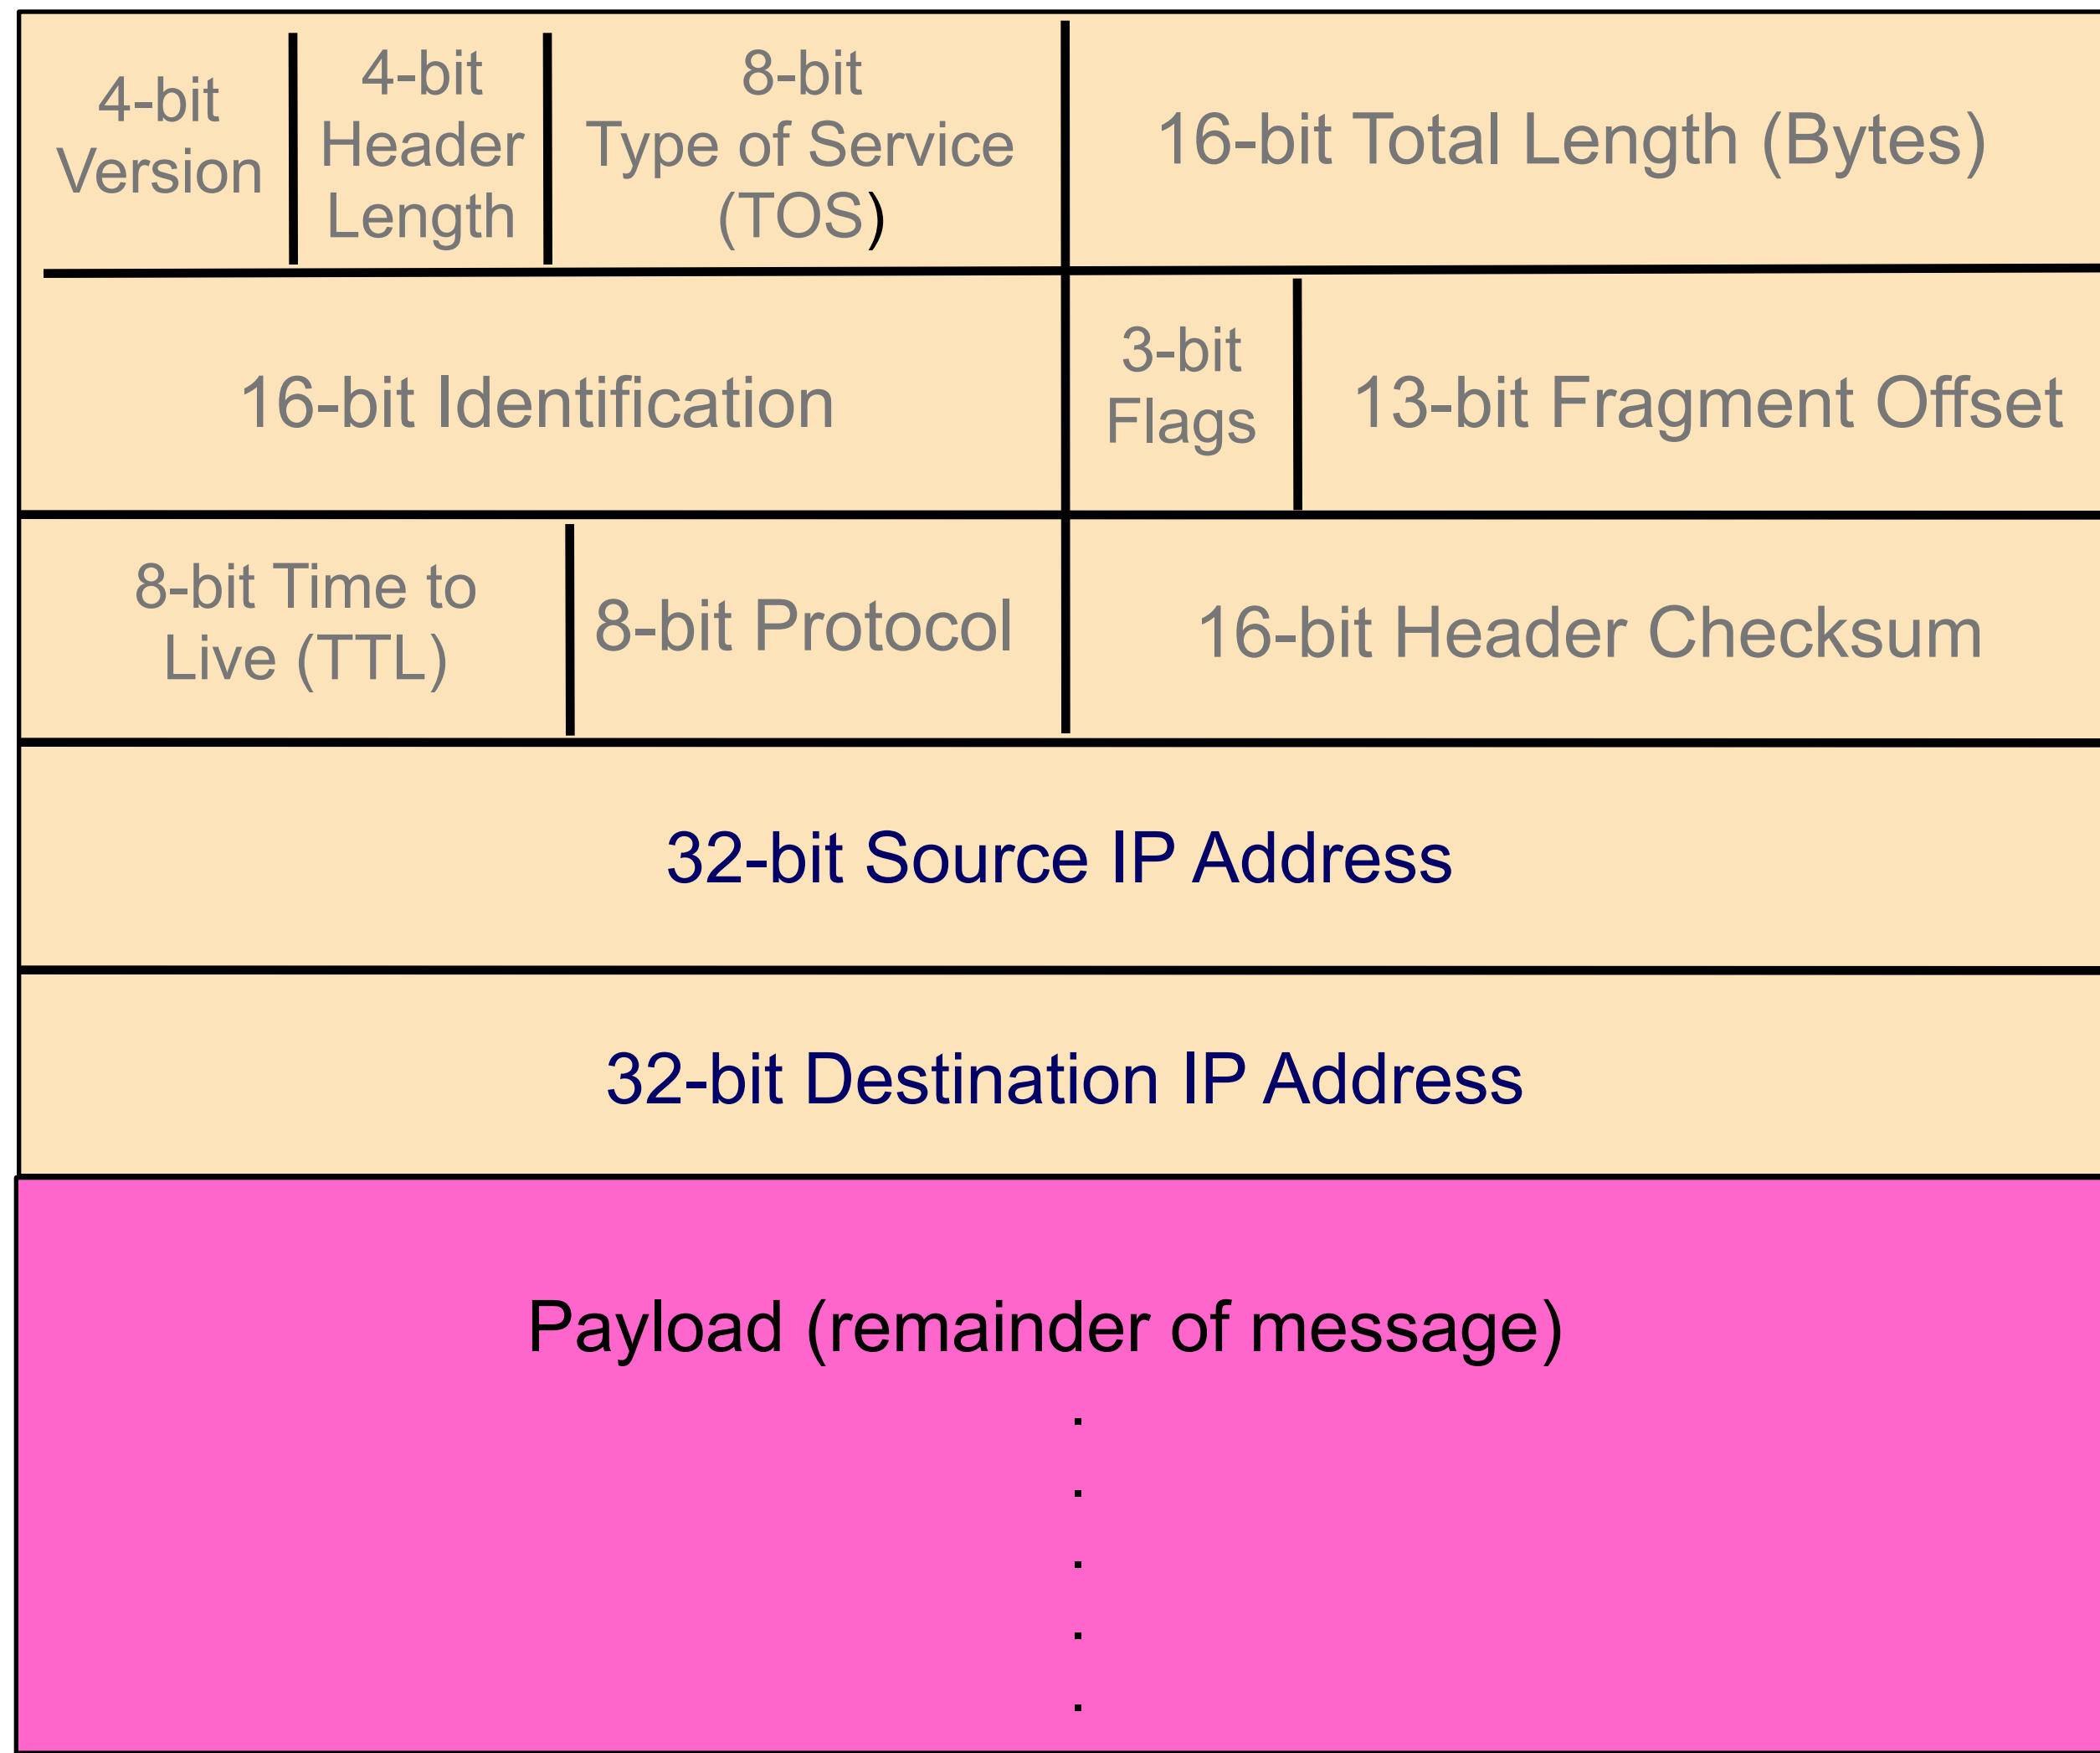 4-bit
Version
4-bit
Header
Length
8-bit
Type of Service
(TOS)
16-bit Total Length (Bytes)
16-bit Identification
3-bit
Flags
13-bit Fragment Offset
8-bit Time to
Live (TTL)
8-bit Protocol
16-bit Header Checksum
32-bit Source IP Address
32-bit Destination IP Address
Payload (remainder of message)
.
.
.
.
.